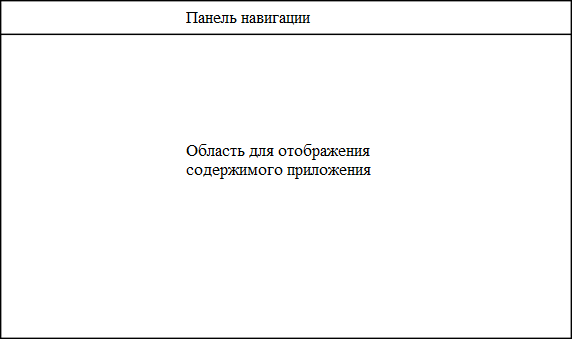 Панель навигации
Область для отображения
содержимого приложения